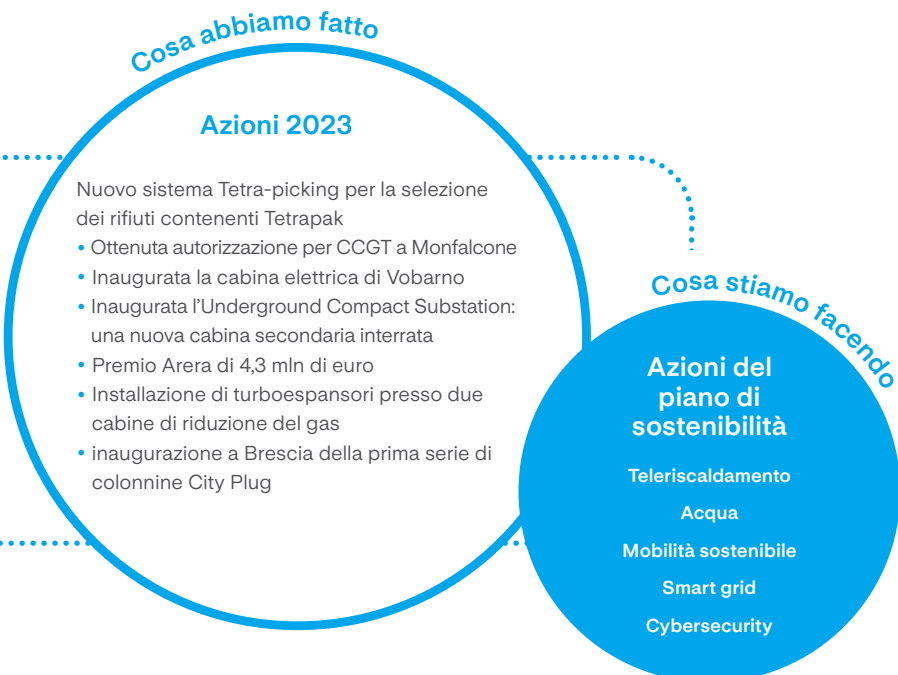 Cosa abbiamo fatto
Azioni 2023
Nuovo sistema Tetra-picking per la selezione
dei rifiuti contenenti Tetrapak
• Ottenuta autorizzazione per CCGT a Monfalcone
• Inaugurata la cabina elettrica di Vobarno
• Inaugurata l’Underground Compact Substation:
una nuova cabina secondaria interrata
• Premio Arera di 4,3 mln di euro
• Installazione di turboespansori presso due
cabine di riduzione del gas
• inaugurazione a Brescia della prima serie di
colonnine City Plug
Cosa stiamo facendo
Azioni del
piano di
sostenibilità
Teleriscaldamento
Acqua
Mobilità sostenibile
Smart grid
Cybersecurity